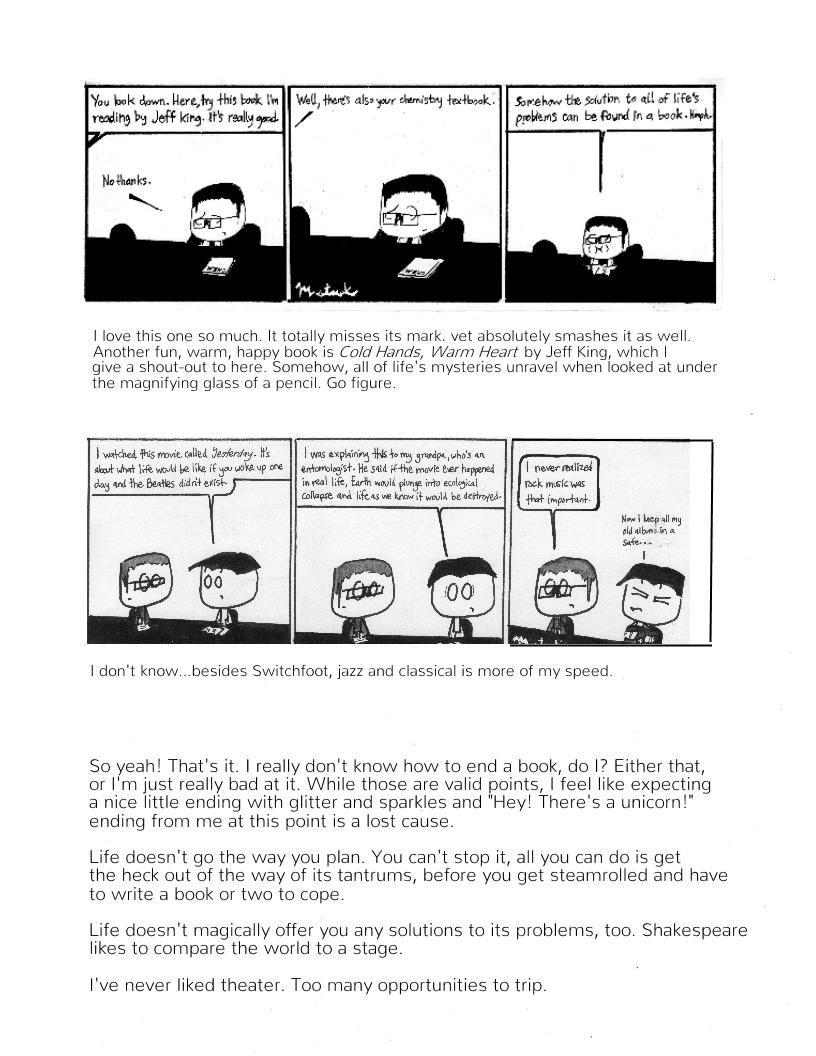 You look down. Here, try this book I'm
reading by Jeff King. It's really good.
No thanks.
Well, there's also your chemistry textbook.
Somehow the solution to all of life's
problems can be found in a book. Hmph.
I love this one so much. It totally misses its mark. vet absolutely smashes it as well.
Another fun, warm, happy book is Cold Hands, Warm Heart by Jeff King, which I
give a shout-out to here. Somehow, all of life's mysteries unravel when looked at under
the magnifying glass of a pencil. Go figure.
I watched this movie called Yesterday. It's
about what life would be like if you woke up one
day and the Beatles didn't exist.
I was explaining this to my grandpa, who's an
entomologist. He said if the movie ever happened
in real life, Earth would plunge into ecological
collapse and life as we know it would be destroyed.
I never realized
rock music was
that important.
Now I keep all my
old albums in a
safe...
I don't know...besides Switchfoot, jazz and classical is more of my speed.
So yeah! That's it. I really don't know how to end a book, do I? Either that,
or I'm just really bad at it. While those are valid points, I feel like expecting
a nice little ending with glitter and sparkles and "Hey! There's a unicorn!"
ending from me at this point is a lost cause.
Life doesn't go the way you plan. You can't stop it, all you can do is get
the heck out of the way of its tantrums, before you get steamrolled and have
to write a book or two to cope.
Life doesn't magically offer you any solutions to its problems, too. Shakespeare
likes to compare the world to a stage.
I've never liked theater. Too many opportunities to trip.